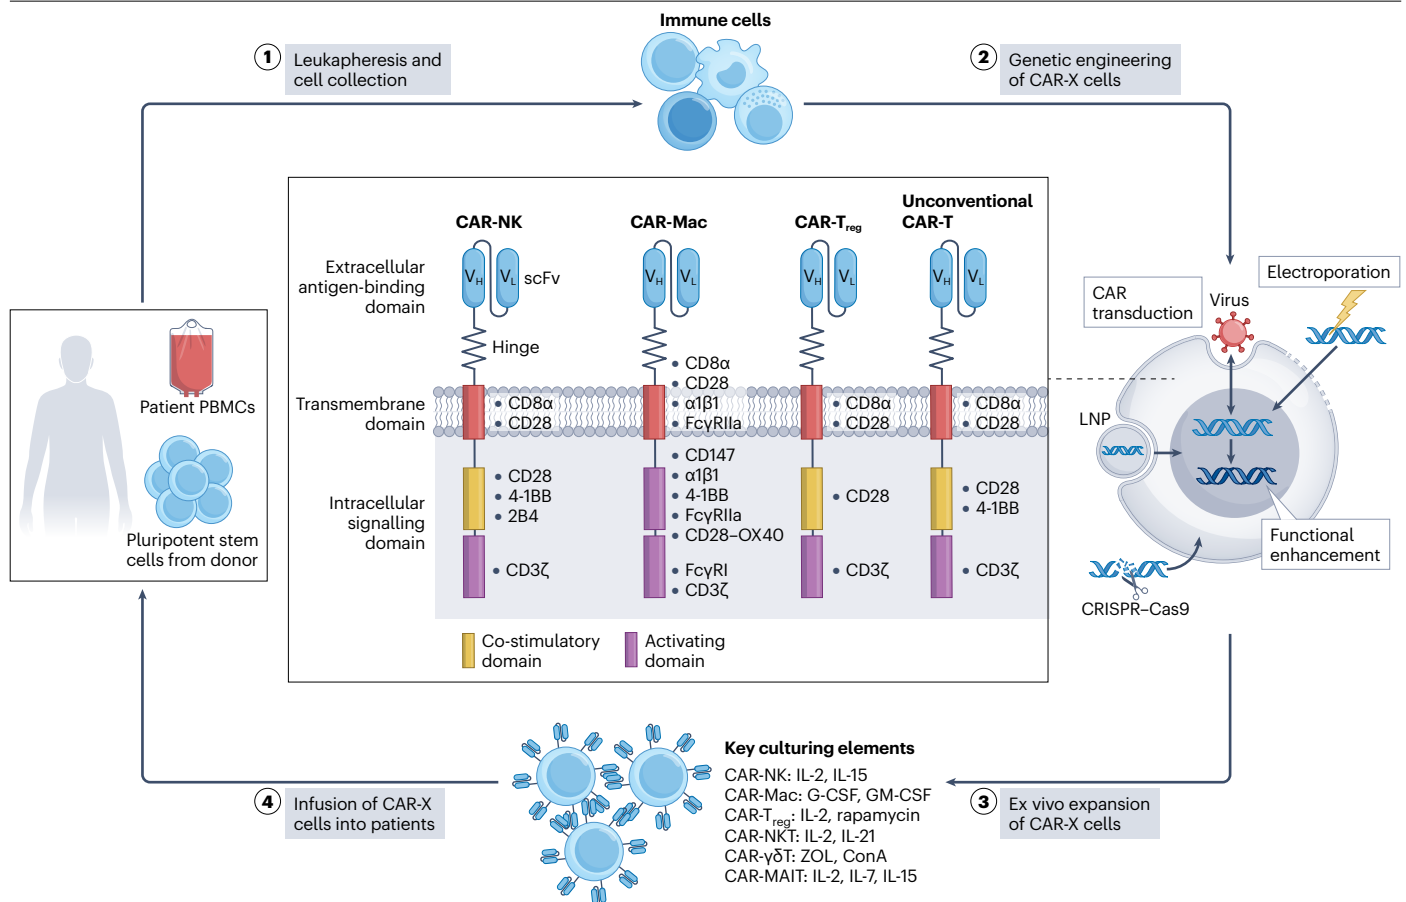 Immune cells
1
Leukapheresis and
cell collection
2
Genetic engineering
of CAR-X cells
CAR-NK
CAR-Mac
CAR-Treg
Unconventional
CAR-T
Extracellular
antigen-binding
domain
VH
VL
scFv
VH
VL
VH
VL
VH
VL
Hinge
Transmembrane
domain
• CD8α
• CD28
• CD8α
• CD28
• α1β1
• FcγRIIa
• CD8α
• CD28
• CD8α
• CD28
Intracellular
signalling
domain
• CD28
• 4-1BB
• 2B4
• CD3ζ
• CD147
• α1β1
• 4-1BB
• FcγRIIa
• CD28–OX40
• FcγRI
• CD3ζ
• CD28
• CD3ζ
• CD28
• 4-1BB
• CD3ζ
Co-stimulatory
domain
Activating
domain
Patient PBMCs
Pluripotent stem
cells from donor
CAR
transduction
Virus
Electroporation
LNP
Functional
enhancement
CRISPR–Cas9
3
Ex vivo expansion
of CAR-X cells
Key culturing elements
CAR-NK: IL-2, IL-15
CAR-Mac: G-CSF, GM-CSF
CAR-Treg: IL-2, rapamycin
CAR-NKT: IL-2, IL-21
CAR-γδT: ZOL, ConA
CAR-MAIT: IL-2, IL-7, IL-15
4
Infusion of CAR-X
cells into patients